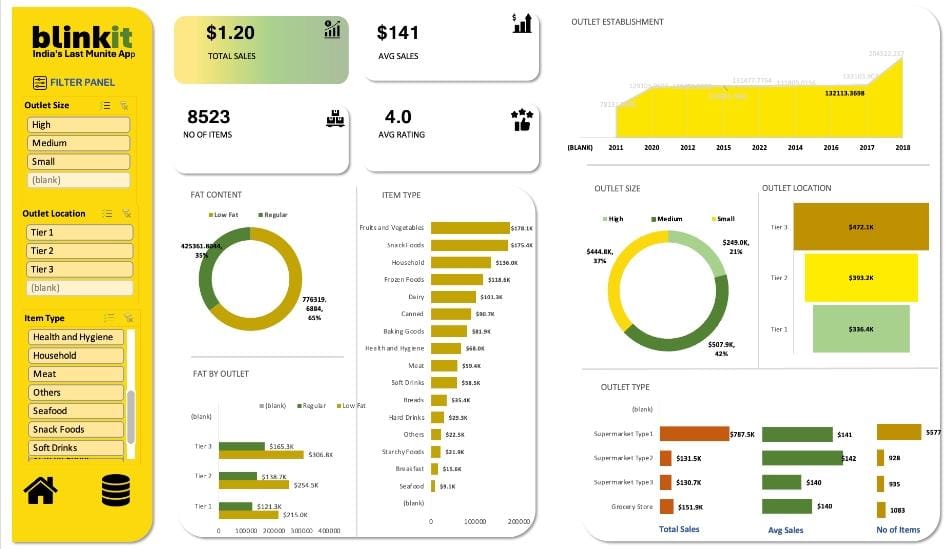 blinkit
India's Last Munite App
FILTER PANEL
Outlet Size
High
Medium
Small
(blank)
Outlet Location
Tier 1
Tier 2
Tier 3
(blank)
Item Type
Health and Hygiene
Household
Meat
Others
Seafood
Snack Foods
Soft Drinks
$1.20
TOTAL SALES
$141
AVG SALES
8523
NO OF ITEMS
4.0
AVG RATING
FAT CONTENT
Low Fat Regular
425361.8044,
35%
776319.
6884,
65%
FAT BY OUTLET
(blank) Regular Low Fat
(blank)
Tier 3 $165.3K
$306.8K
Tier 2 $138.7K
$254.5K
Tier 1 $121.3K
$215.0K
0 100000 200000 300000 400000
ITEM TYPE
Fruits and Vegetables $178.1K
Snack Foods $175.4K
Household $136.0K
Frozen Foods $118.6K
Dairy $101.3K
Canned $90.7K
Baking Goods $81.9K
Health and Hygiene $68.0K
Meat $59.4K
Soft Drinks $58.5K
Breads $35.4K
Hard Drinks $29.3K
Others $22.5K
Starchy Foods $21.9K
Breakfast $15.6K
Seafood $9.1K
(blank)
0 100000 200000
OUTLET ESTABLISHMENT
204522.257
131477.7764
132113.3698
(BLANK) 2011 2020 2012 2015 2022 2014 2016 2017 2018
OUTLET SIZE
High Medium Small
$444.8K,
37%
$249.0K,
21%
$507.9K,
42%
OUTLET LOCATION
Tier 3 $472.1K
Tier 2 $393.2K
Tier 1 $336.4K
OUTLET TYPE
(blank)
Supermarket Type1 $787.5K $141 5577
Supermarket Type2 $131.5K $142 928
Supermarket Type3 $130.7K $140 935
Grocery Store $151.9K $140 1083
Total Sales Avg Sales No of Items